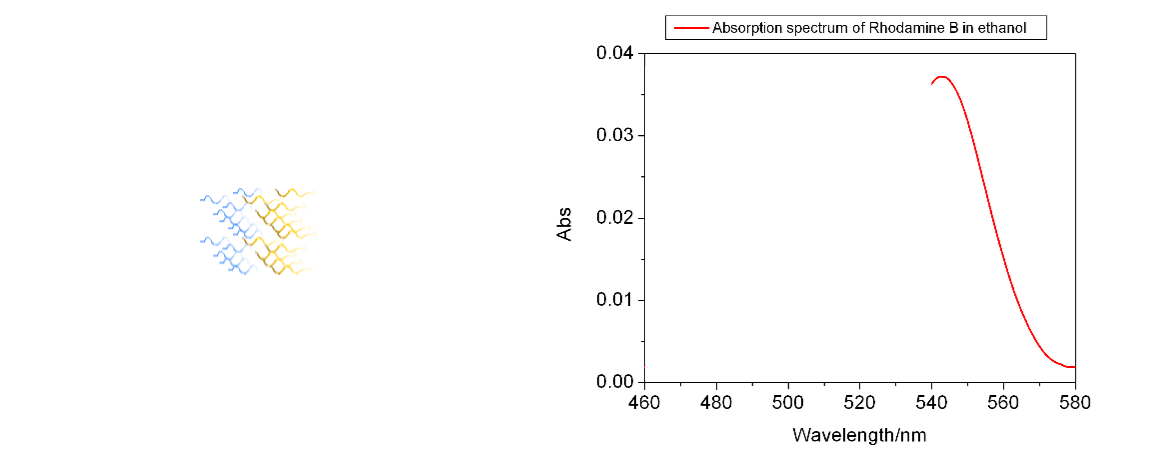 Absorption spectrum of Rhodamine B in ethanol
0.04
0.03
0.02
0.01
0.00
Abs
460 480 500 520 540 560 580
Wavelength/nm